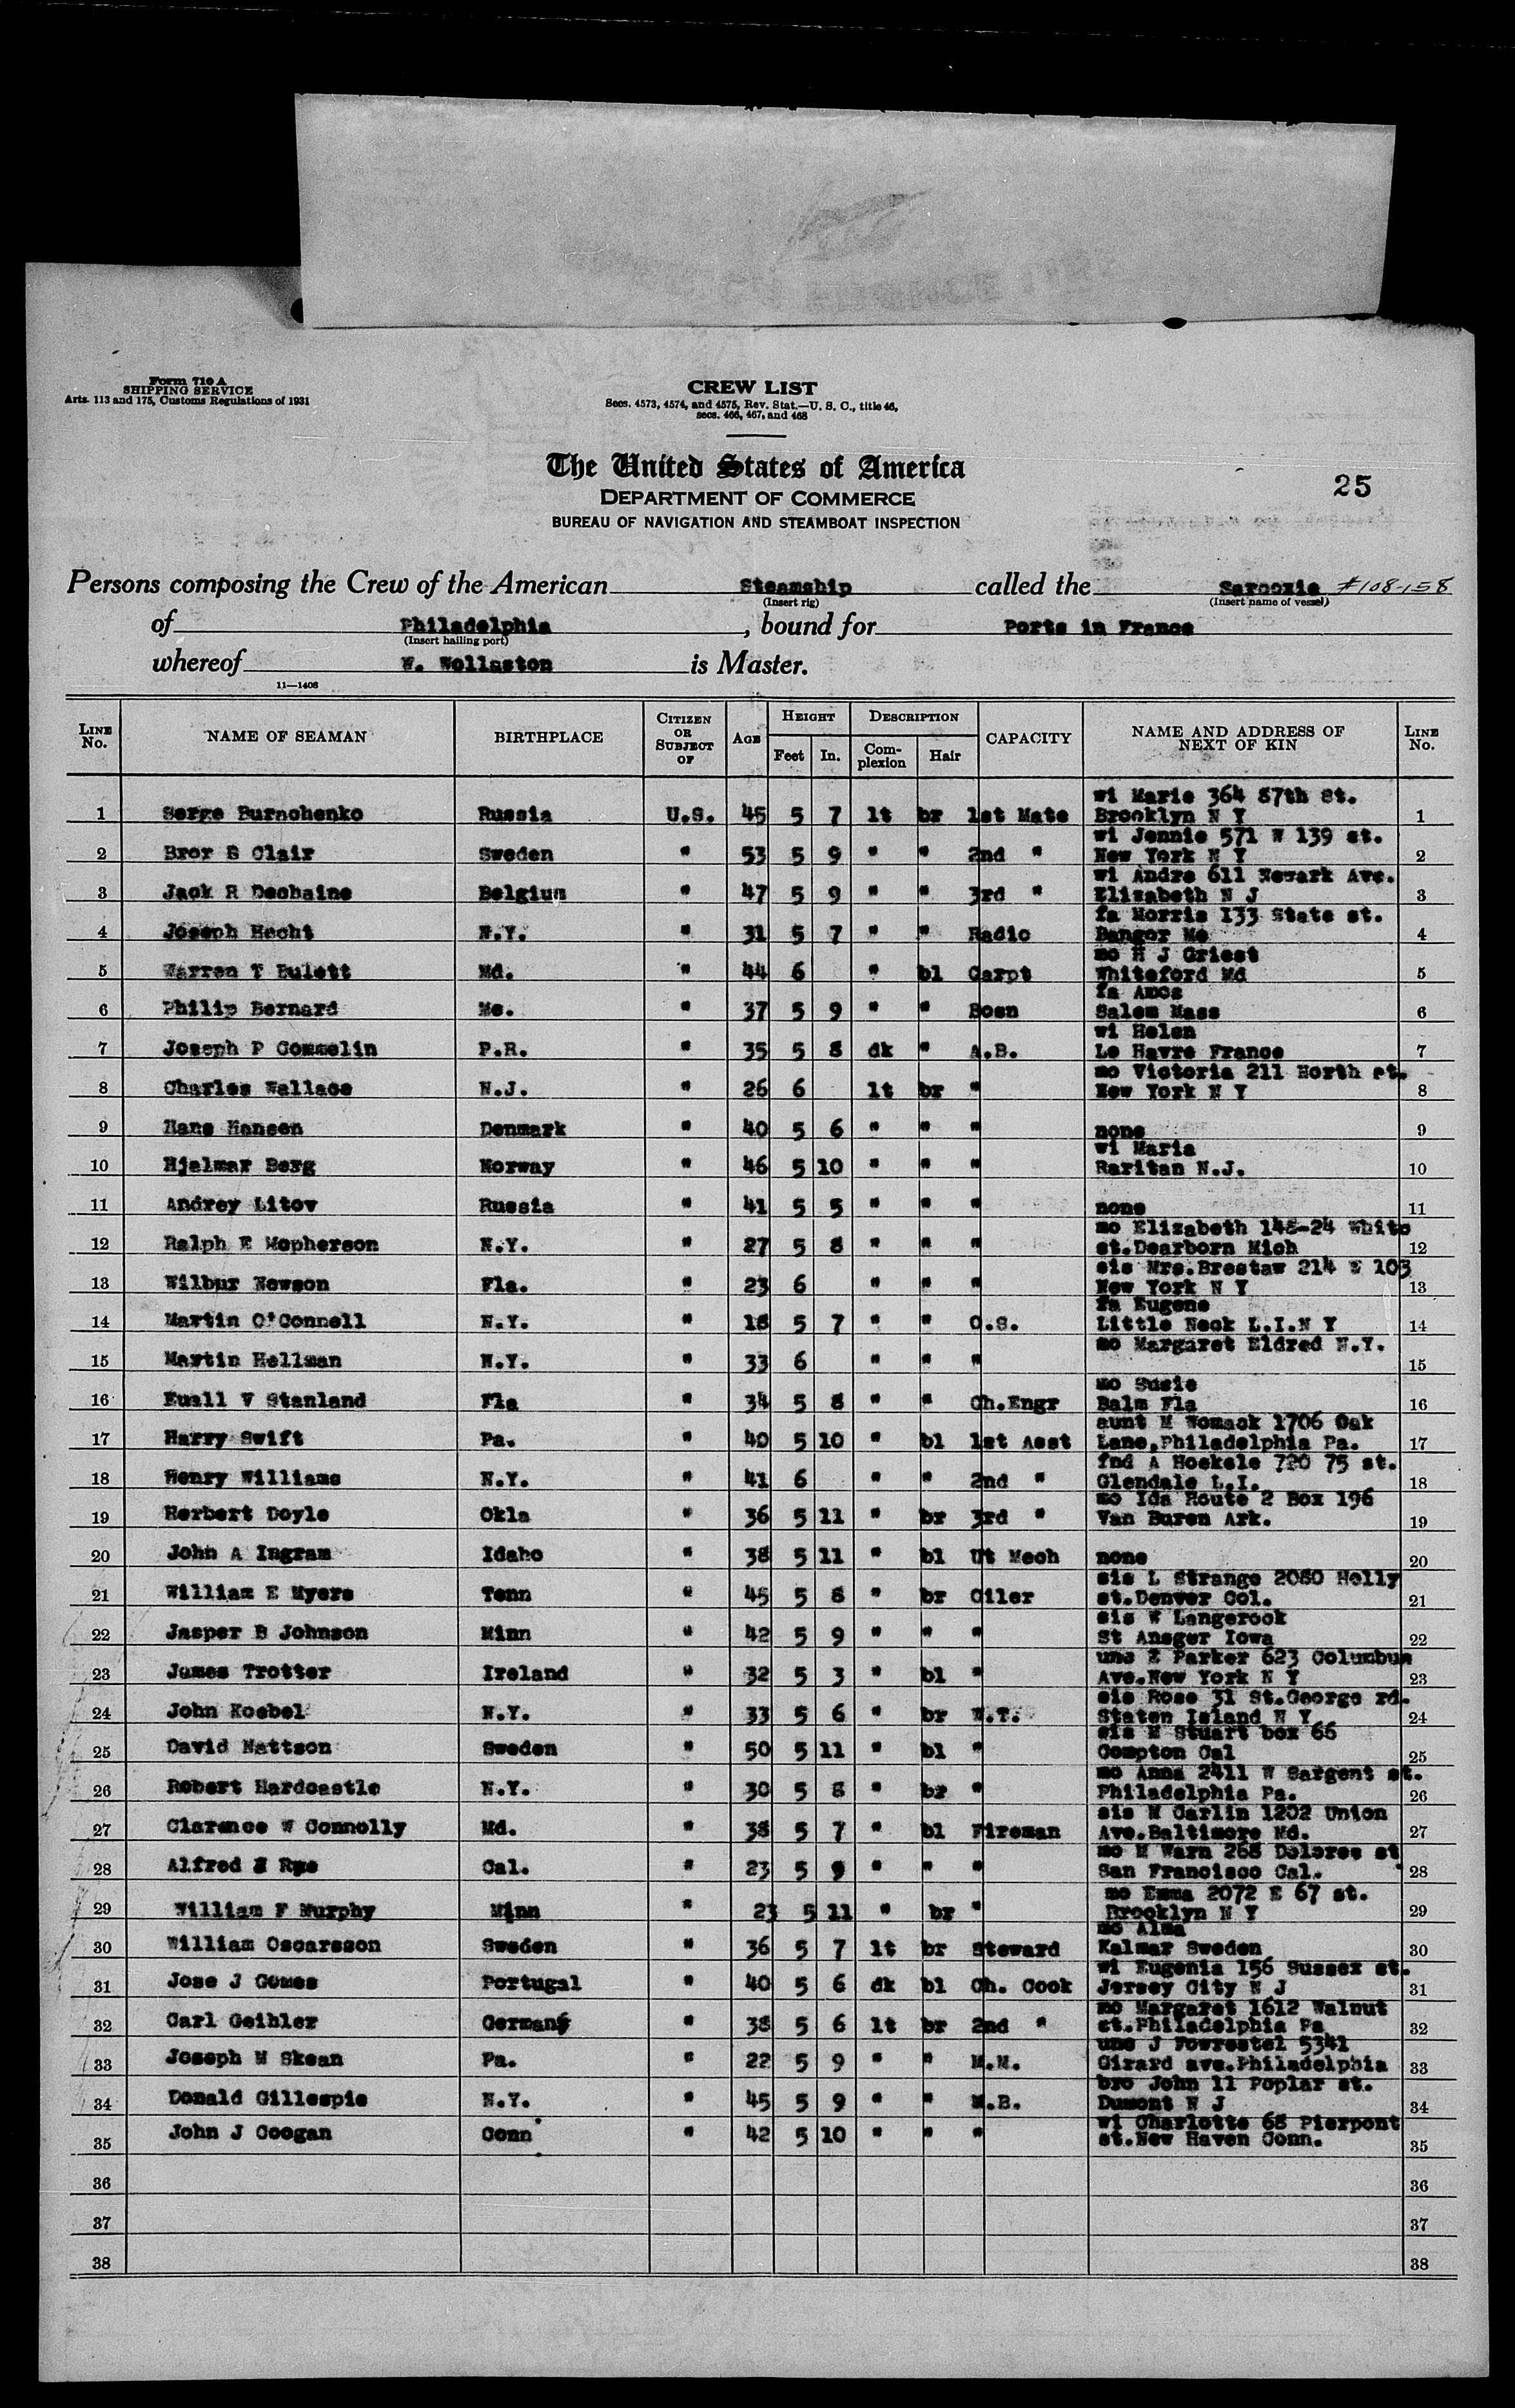 Form 710 A
SHIPPING SERVICE
Arts. 113 and 175, Customs Regulations of 1931
CREW LIST
Secs. 4573, 4574, and 4575, Rev. Stat.—U. S. C., title 46,
secs. 466, 467, and 468
The United States of America
DEPARTMENT OF COMMERCE
BUREAU OF NAVIGATION AND STEAMBOAT INSPECTION
25
Persons composing the Crew of the American Steamship called the Sarcoxie #108-158
(Insert rig) (Insert name of vessel)
of Philadelphia, bound for Ports in France
(Insert hailing port)
whereof W. Wollaston is Master.
11—1408
LINE No. NAME OF SEAMAN BIRTHPLACE CITIZEN OR SUBJECT OF AGE HEIGHT Feet In. DESCRIPTION Complexion Hair CAPACITY NAME AND ADDRESS OF NEXT OF KIN LINE No.
wi Marie 364 87th st.
1 Serge Burachenko Russia U.S. 45 5 7 lt br 1st Mate Brooklyn N Y 1
wi Jennie 571 W 139 st.
2 Bror S Clair Sweden " 53 5 9 " " 2nd " New York N Y 2
wi Andre 611 Newark Ave.
3 Jack R Dechaine Belgium " 47 5 9 " " 3rd " Elizabeth N J 3
fa Morris 133 State st.
4 Joseph Hecht N.Y. " 31 5 7 " " Radio Bangor Me 4
mo H J Griest
5 Warren T Hulett Md. " 44 6 " bl Carpt Whiteford Md 5
fa Amos
6 Philip Bernard Me. " 37 5 9 " " Bosn Salem Mass 6
wi Helen
7 Joseph P Gommelin P.R. " 35 5 8 dk " A.B. Le Havre France 7
mo Victoria 211 North st.
8 Charles Wallace N.J. " 26 6 lt br " New York N Y 8
9 Hans Hansen Denmark " 40 5 6 " " " none 9
wi Maria
10 Hjalmar Berg Norway " 46 5 10 " " " Raritan N.J. 10
11 Andrey Litov Russia " 41 5 5 " " " none 11
mo Elizabeth 148-24 White
12 Ralph E Mopherson N.Y. " 27 5 8 " " " st.Dearborn Mich 12
sis Mrs.Brestaw 214 E 103
13 Wilbur Newson Fla. " 23 6 " " " New York N Y 13
fa Eugene
14 Martin O'Connell N.Y. " 18 5 7 " " O.S. Little Neck L.I.N Y 14
mo Margaret Eldred N.Y.
15 Martin Hellman N.Y. " 33 6 " " " 15
mo Susie
16 Euall V Stanland Fla " 34 5 8 " " Ch.Engr Balm Fla 16
aunt M Womack 1706 Oak
17 Harry Swift Pa. " 40 5 10 " bl 1st Asst Lane,Philadelphia Pa. 17
fnd A Hoekele 720 75 st.
18 Henry Williams N.Y. " 41 6 " " 2nd " Glendale L.I. 18
mo Ida Route 2 Box 196
19 Herbert Doyle Okla " 36 5 11 " br 3rd " Van Buren Ark. 19
20 John A Ingram Idaho " 38 5 11 " bl Ut Mech none 20
sis L Strange 2080 Holly
21 William E Myers Tenn " 45 5 8 " br Oiler st.Denver Col. 21
sis W Langerock
22 Jasper B Johnson Minn " 42 5 9 " " " St Ansger Iowa 22
unc E Parker 623 Columbus
23 James Trotter Ireland " 32 5 3 " bl " Ave.New York N Y 23
sis Rose 31 St.George rd.
24 John Koebel N.Y. " 33 5 6 " br W.T. Staten Island N Y 24
sis M Stuart box 66
25 David Mattson Sweden " 50 5 11 " bl " Compton Cal 25
mo Anna 2411 W Sargent st.
26 Robert Hardcastle N.Y. " 30 5 8 " br " Philadelphia Pa. 26
sis M Carlin 1202 Union
27 Clarence W Connolly Md. " 38 5 7 " bl Fireman Ave.Baltimore Md. 27
mo M Warn 268 Dolores st
28 Alfred Rye Cal. " 23 5 9 " " " San Francisco Cal. 28
mo Emma 2072 E 67 st.
29 William F Murphy Minn " 23 5 11 " br " Brooklyn N Y 29
mo Alma
30 William Oscarsson Sweden " 36 5 7 lt br Steward Kalmar Sweden 30
wi Eugenia 156 Sussex st.
31 Jose J Gomes Portugal " 40 5 6 dk bl Ch. Cook Jersey City N J 31
mo Margaret 1612 Walnut
32 Carl Geihler Germany " 38 5 6 lt br 2nd " st.Philadelphia Pa 32
unc J 5341
33 Joseph M Skean Pa. " 22 5 9 " " M.M. Girard ave.Philadelphia 33
bro John 11 Poplar st.
34 Donald Gillespie N.Y. " 45 5 9 " " M.B. Dumont N J 34
wi Charlotte 68 Pierpont
35 John J Coogan Conn " 42 5 10 " " " st.New Haven Conn. 35
36 36
37 37
38 38